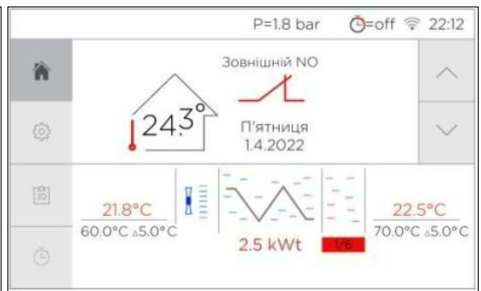 P=1.8 bar =off 22:12
Зовнішній NO
24.3°
П'ятниця
1.4.2022
21.8°C
60.0°C ▵5.0°C
2.5 kWt
1/6
22.5°C
70.0°C ▵5.0°C